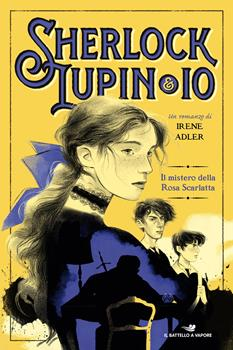 SHERLOCK
LUPIN & IO
Un romanzo di
IRENE
ADLER
Il mistero della
Rosa Scarlatta
IL BATTELLO A VAPORE